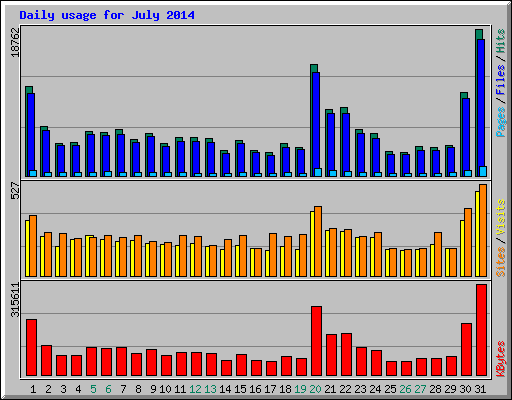 Daily usage for July 2014
18762
Pages / Files / Hits
527
Sites / Visits
315611
KBytes
1 2 3 4 5 6 7 8 9 10 11 12 13 14 15 16 17 18 19 20 21 22 23 24 25 26 27 28 29 30 31